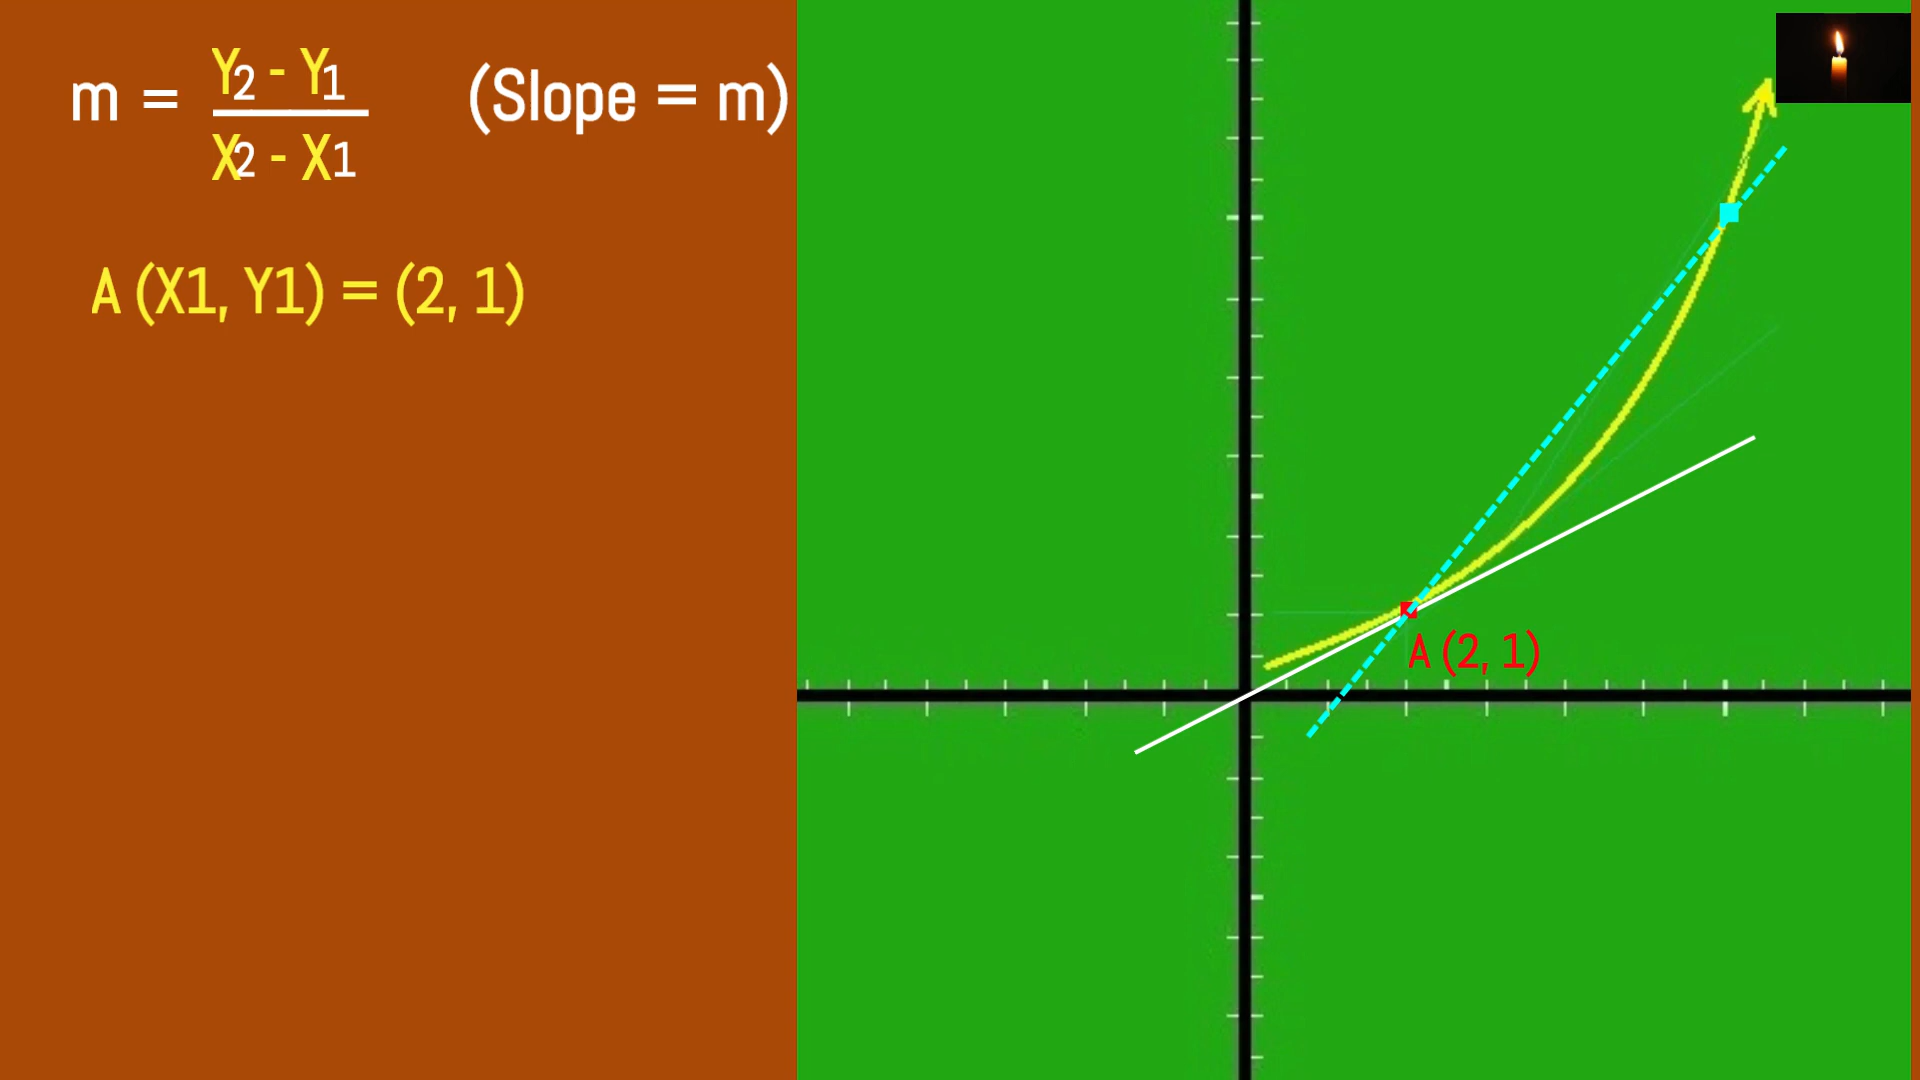 m = Y2 - Y1 (Slope = m)
X2 - X1
A (X1, Y1) = (2, 1)
A (2, 1)